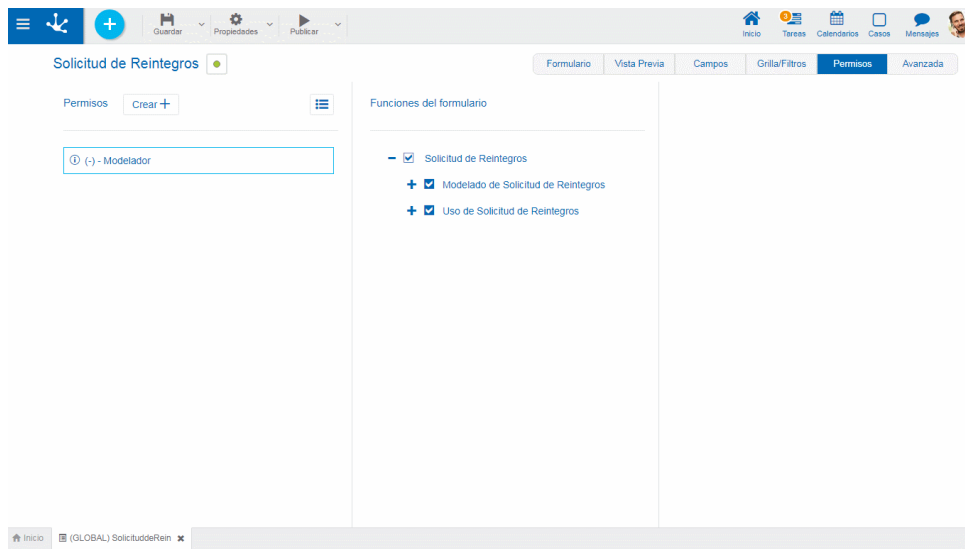 Guardar
Propiedades
Publicar
Inicio
3
Tareas
Calendarios
Casos
Mensajes
Solicitud de Reintegros
Formulario
Vista Previa
Campos
Grilla/Filtros
Permisos
Avanzada
Permisos
Crear
Funciones del formulario
(-) - Modelador
Solicitud de Reintegros
Modelado de Solicitud de Reintegros
Uso de Solicitud de Reintegros
Inicio
(GLOBAL) SolicituddeRein